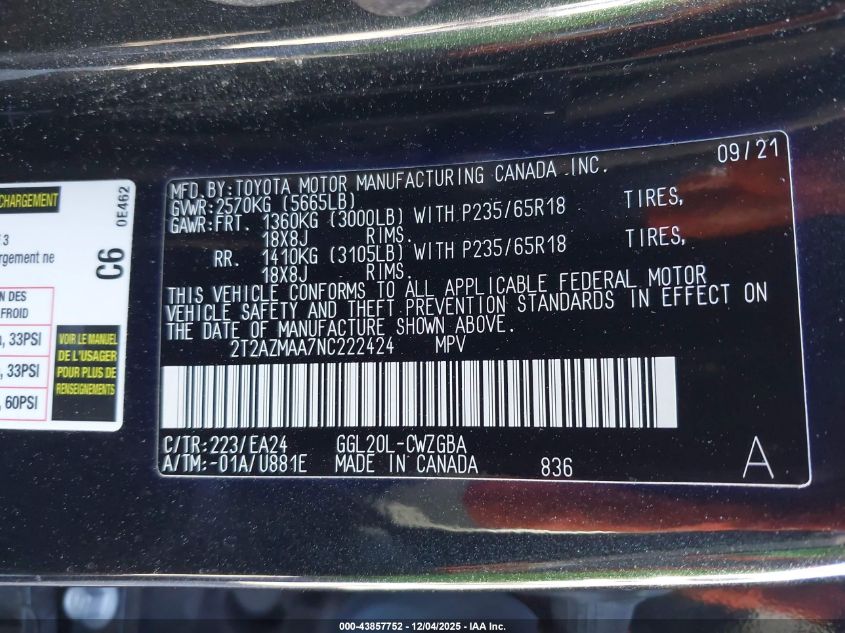 CHARGEMENT
0E462
3
rgement ne
C6
N DES
FROID
, 33PSI
, 33PSI
, 60PSI
VOIR LE MANUEL
DE L'USAGER
POUR PLUS DE
RENSEIGNEMENTS
09/21
MFD. BY: TOYOTA MOTOR MANUFACTURING CANADA INC.
GVWR: 2570KG (5665LB)
GAWR: FRT. 1360KG (3000LB) WITH P235/65R18 TIRES,
18X8J RIMS.
RR. 1410KG (3105LB) WITH P235/65R18 TIRES,
18X8J RIMS.
THIS VEHICLE CONFORMS TO ALL APPLICABLE FEDERAL MOTOR
VEHICLE SAFETY AND THEFT PREVENTION STANDARDS IN EFFECT ON
THE DATE OF MANUFACTURE SHOWN ABOVE.
2T2AZMAA7NC222424 MPV
C/TR: 223/EA24 GGL20L-CWZGBA
A/TM: -01A/U881E MADE IN CANADA 836 A
000-43857752 - 12/04/2025 - IAA Inc.